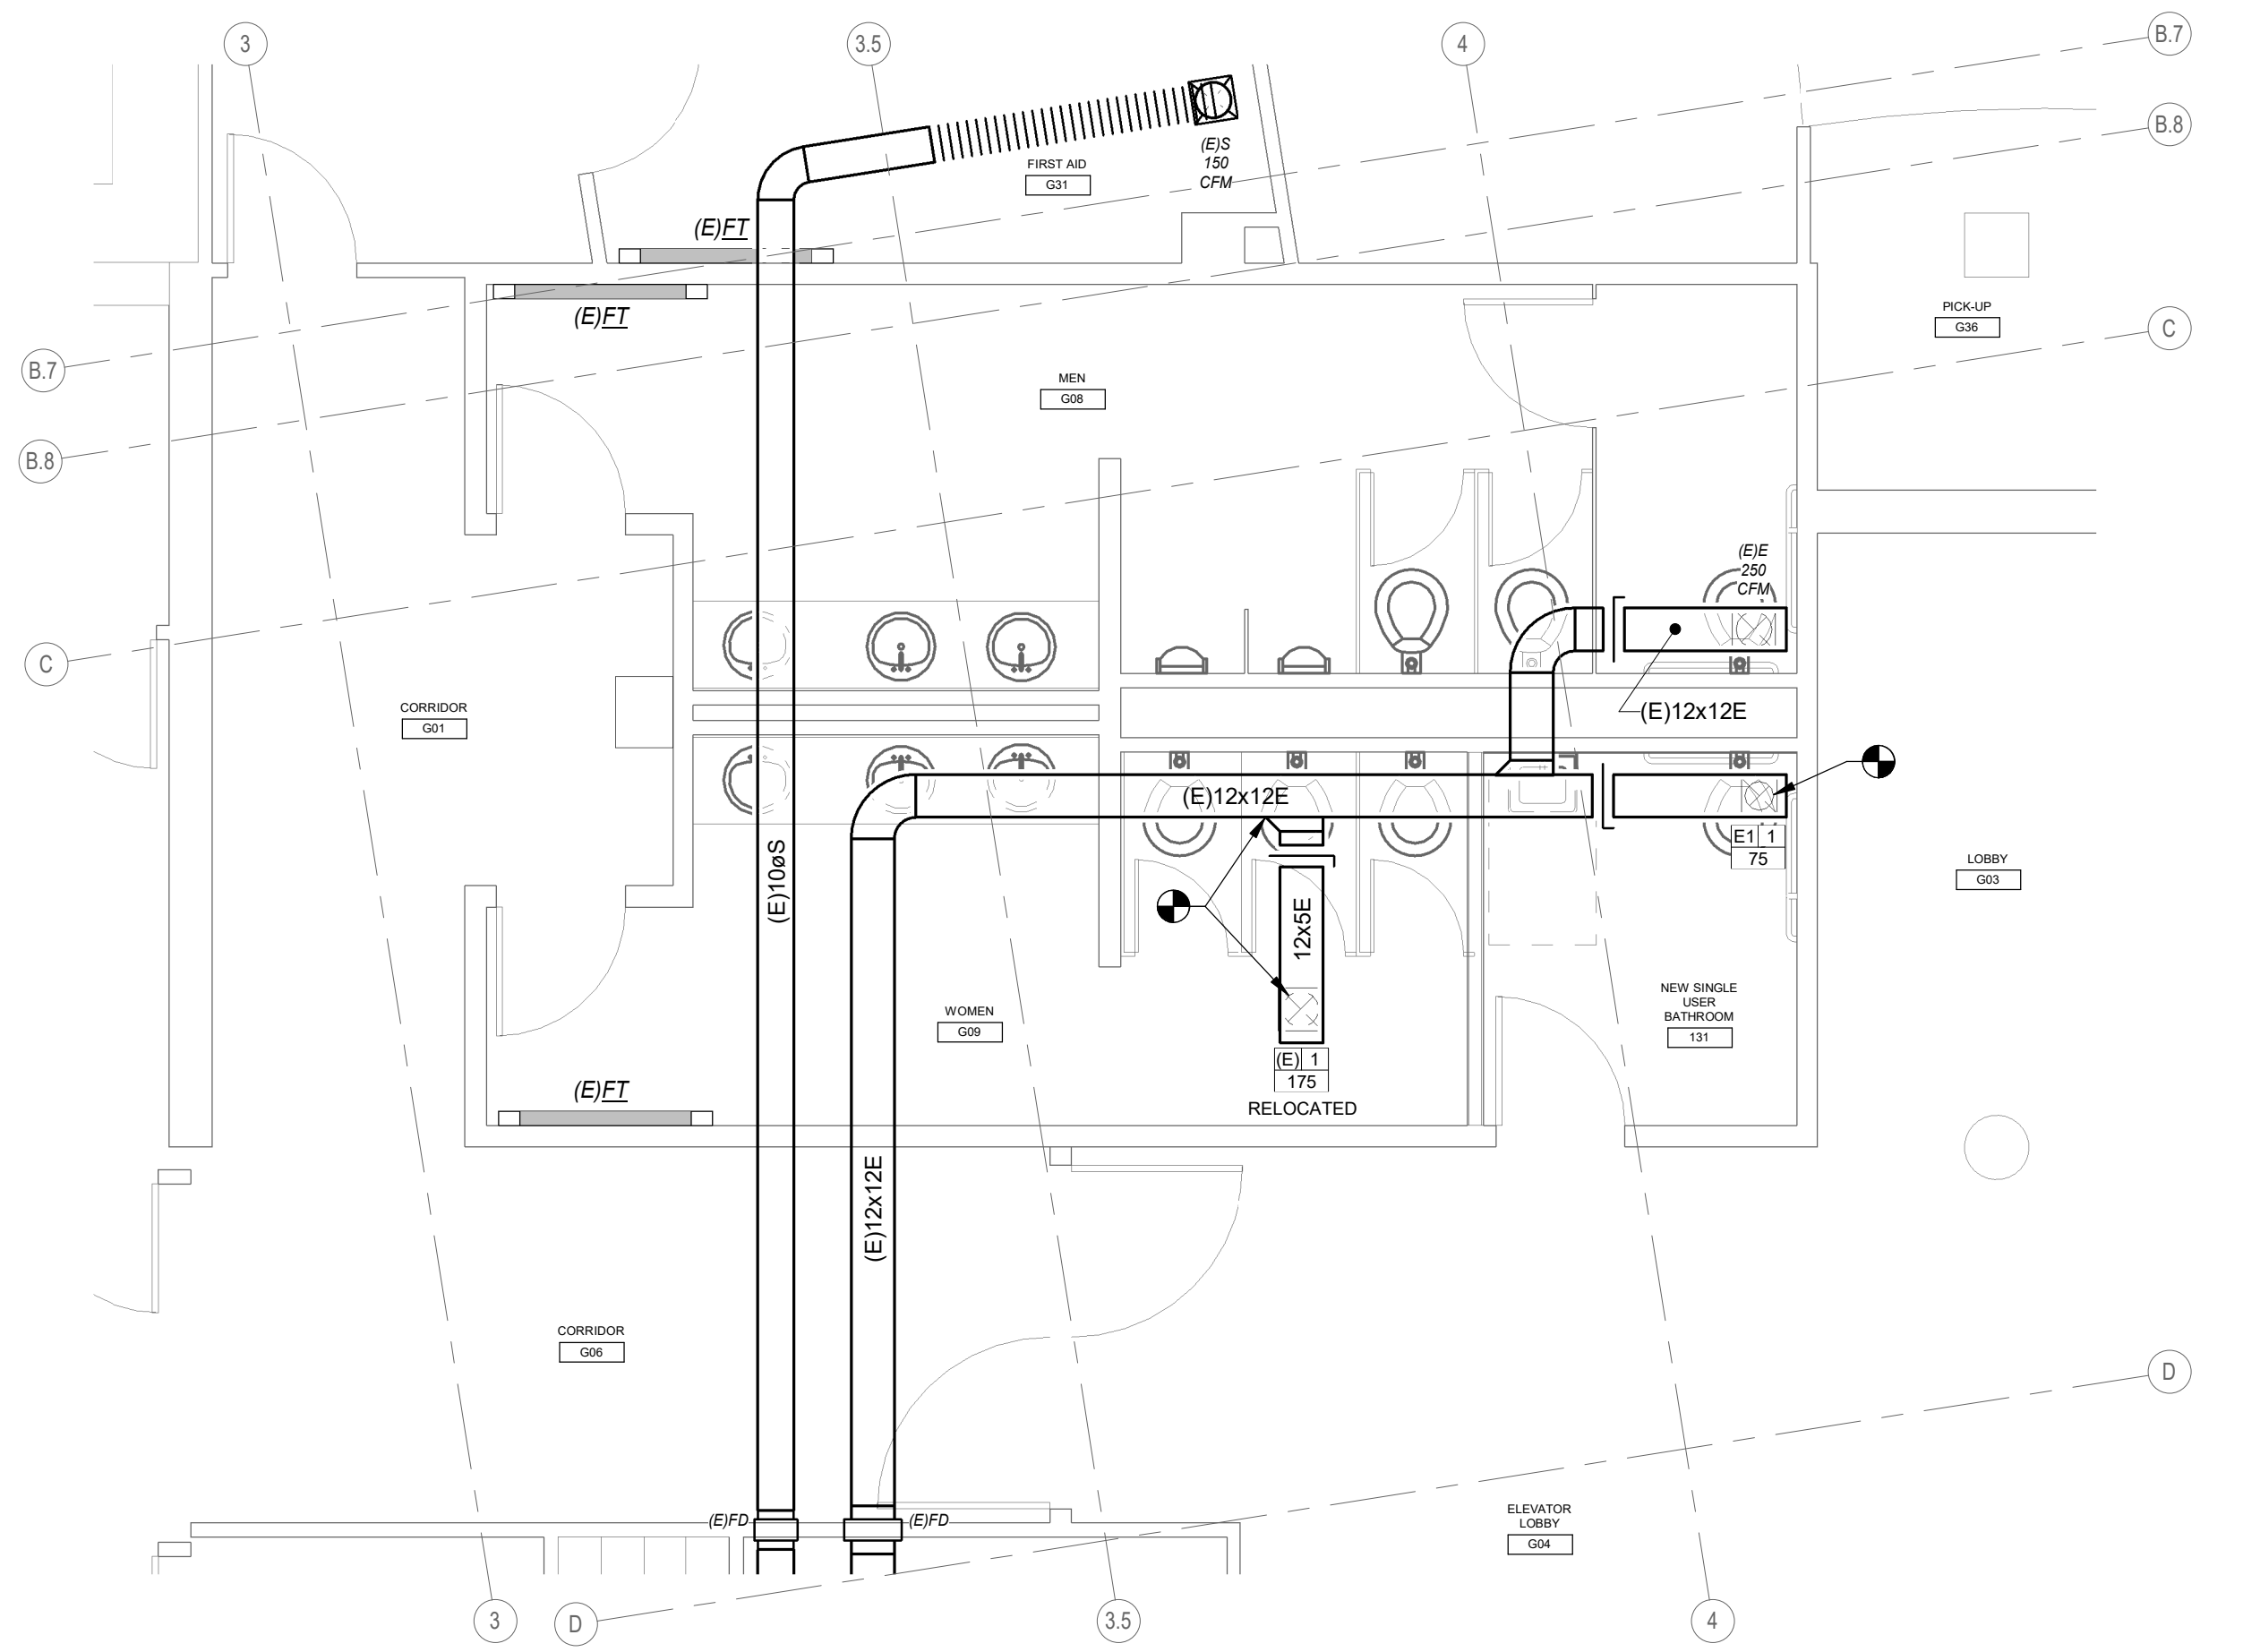 3
3.5
4
B.7
B.8
(E)S
150
CFM
FIRST AID
G31
(E)FT
(E)FT
PICK-UP
G36
C
B.7
MEN
G08
B.8
(E)E
250
CFM
C
CORRIDOR
G01
(E)12x12E
(E)12x12E
E1 1
75
LOBBY
G03
(E)10øS
12x5E
NEW SINGLE
USER
BATHROOM
131
WOMEN
G09
(E) 1
175
RELOCATED
(E)FT
(E)12x12E
CORRIDOR
G06
D
(E)FD
(E)FD
ELEVATOR
LOBBY
G04
3
D
3.5
4